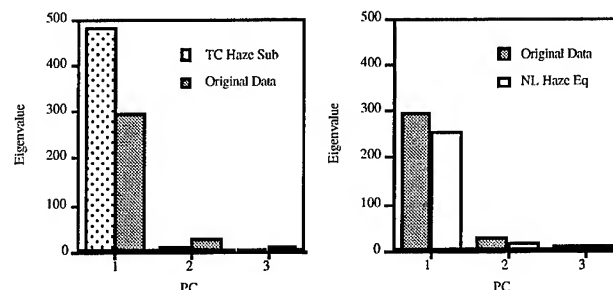 500
400
300
200
100
0
Eigenvalue
TC Haze Sub
Original Data
1
2
3
PC
500
400
300
200
100
0
Eigenvalue
Original Data
NL Haze Eq
1
2
3
PC